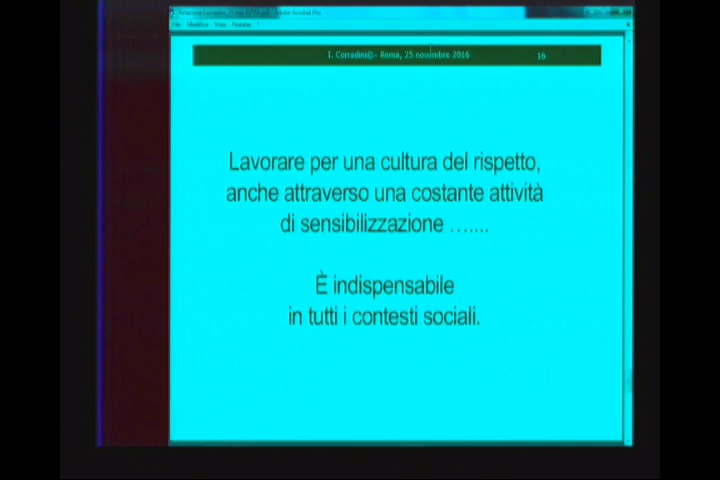 I. Corradini©– Roma, 25 novembre 2016 16
Lavorare per una cultura del rispetto,
anche attraverso una costante attività
di sensibilizzazione …....
È indispensabile
in tutti i contesti sociali.